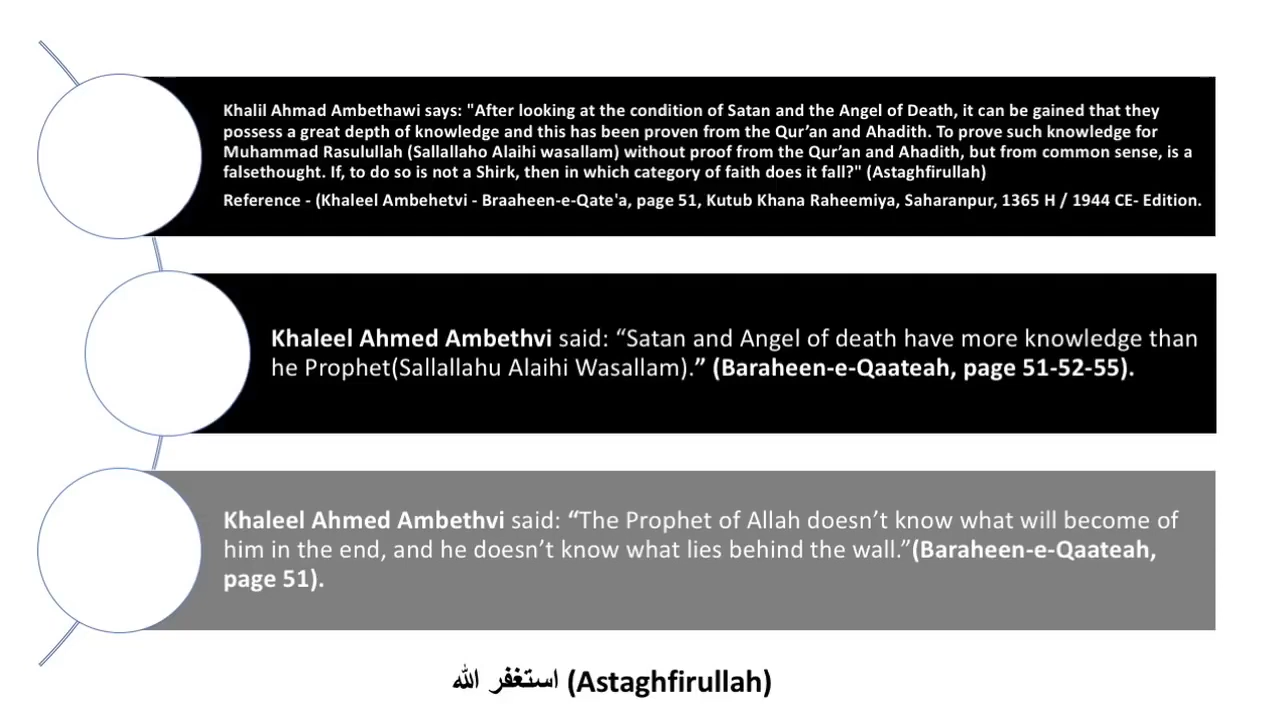 Khalil Ahmad Ambethawi says: "After looking at the condition of Satan and the Angel of Death, it can be gained that they
possess a great depth of knowledge and this has been proven from the Qur’an and Ahadith. To prove such knowledge for
Muhammad Rasulullah (Sallallaho Alaihi wasallam) without proof from the Qur’an and Ahadith, but from common sense, is a
falsethought. If, to do so is not a Shirk, then in which category of faith does it fall?" (Astaghfirullah)
Reference - (Khaleel Ambehetvi - Braaheen-e-Qate'a, page 51, Kutub Khana Raheemiya, Saharanpur, 1365 H / 1944 CE- Edition.
Khaleel Ahmed Ambethvi said: “Satan and Angel of death have more knowledge than
he Prophet(Sallallahu Alaihi Wasallam).” (Baraheen-e-Qaateah, page 51-52-55).
Khaleel Ahmed Ambethvi said: “The Prophet of Allah doesn’t know what will become of
him in the end, and he doesn’t know what lies behind the wall.”(Baraheen-e-Qaateah,
page 51).
استغفر الله (Astaghfirullah)